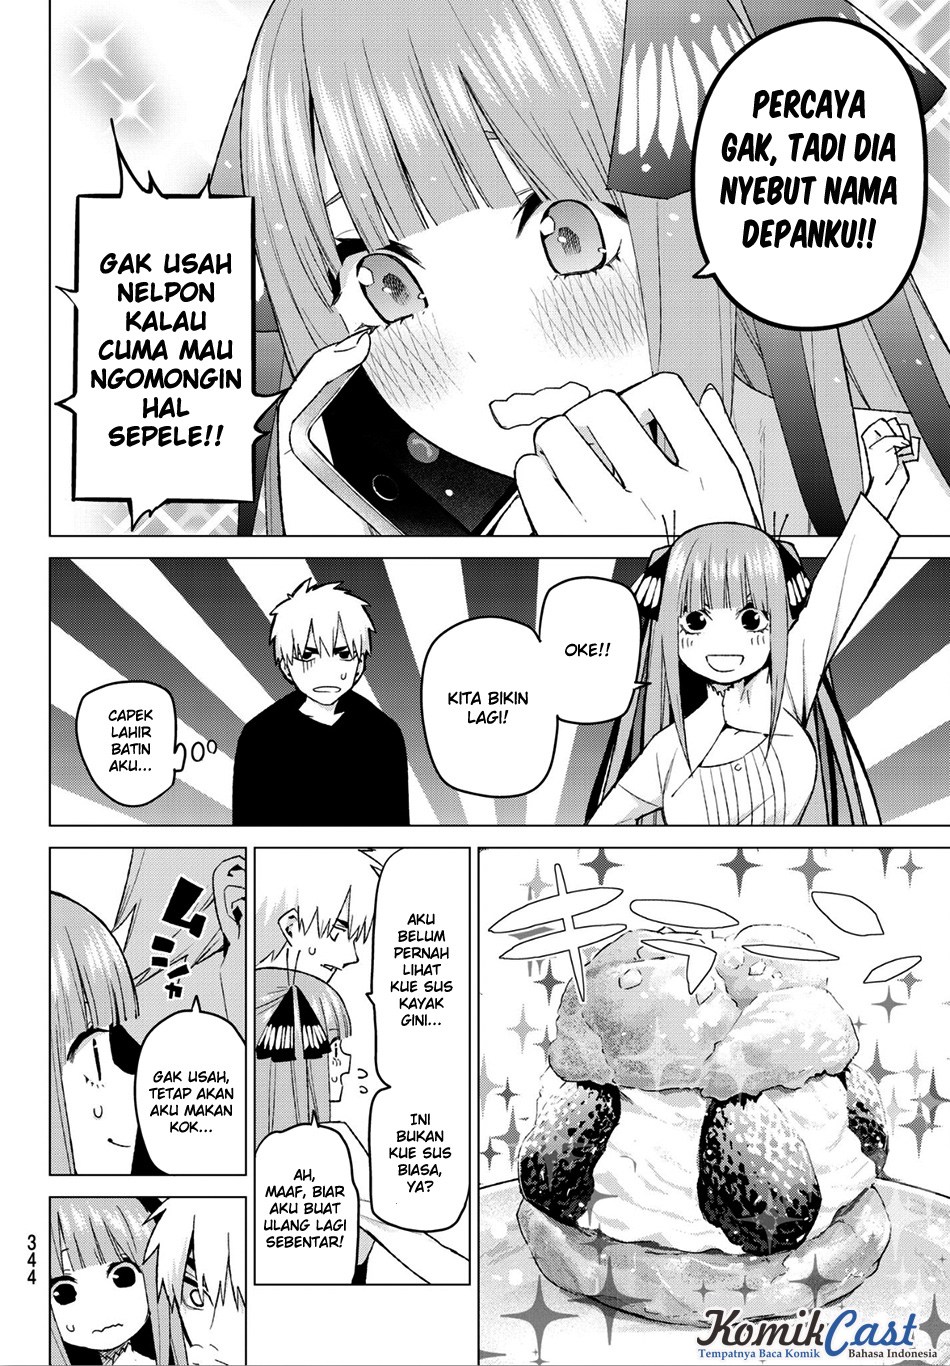 PERCAYA
GAK, TADI DIA
NYEBUT NAMA
DEPANKU!!
GAK USAH
NELPON
KALAU
CUMA MAU
NGOMONGIN
HAL
SEPELE!!
OKE!!
KITA BIKIN
LAGI!
CAPEK
LAHIR
BATIN
AKU...
AKU
BELUM
PERNAH
LIHAT
KUE SUS
KAYAK
GINI...
INI
BUKAN
KUE SUS
BIASA,
YA?
AH,
MAAF, BIAR
AKU BUAT
ULANG LAGI
SEBENTAR!
ムシャ
GAK USAH,
TETAP AKAN
AKU MAKAN
KOK...
344
KomikCast
Tempatnya Baca Komik Bahasa Indonesia